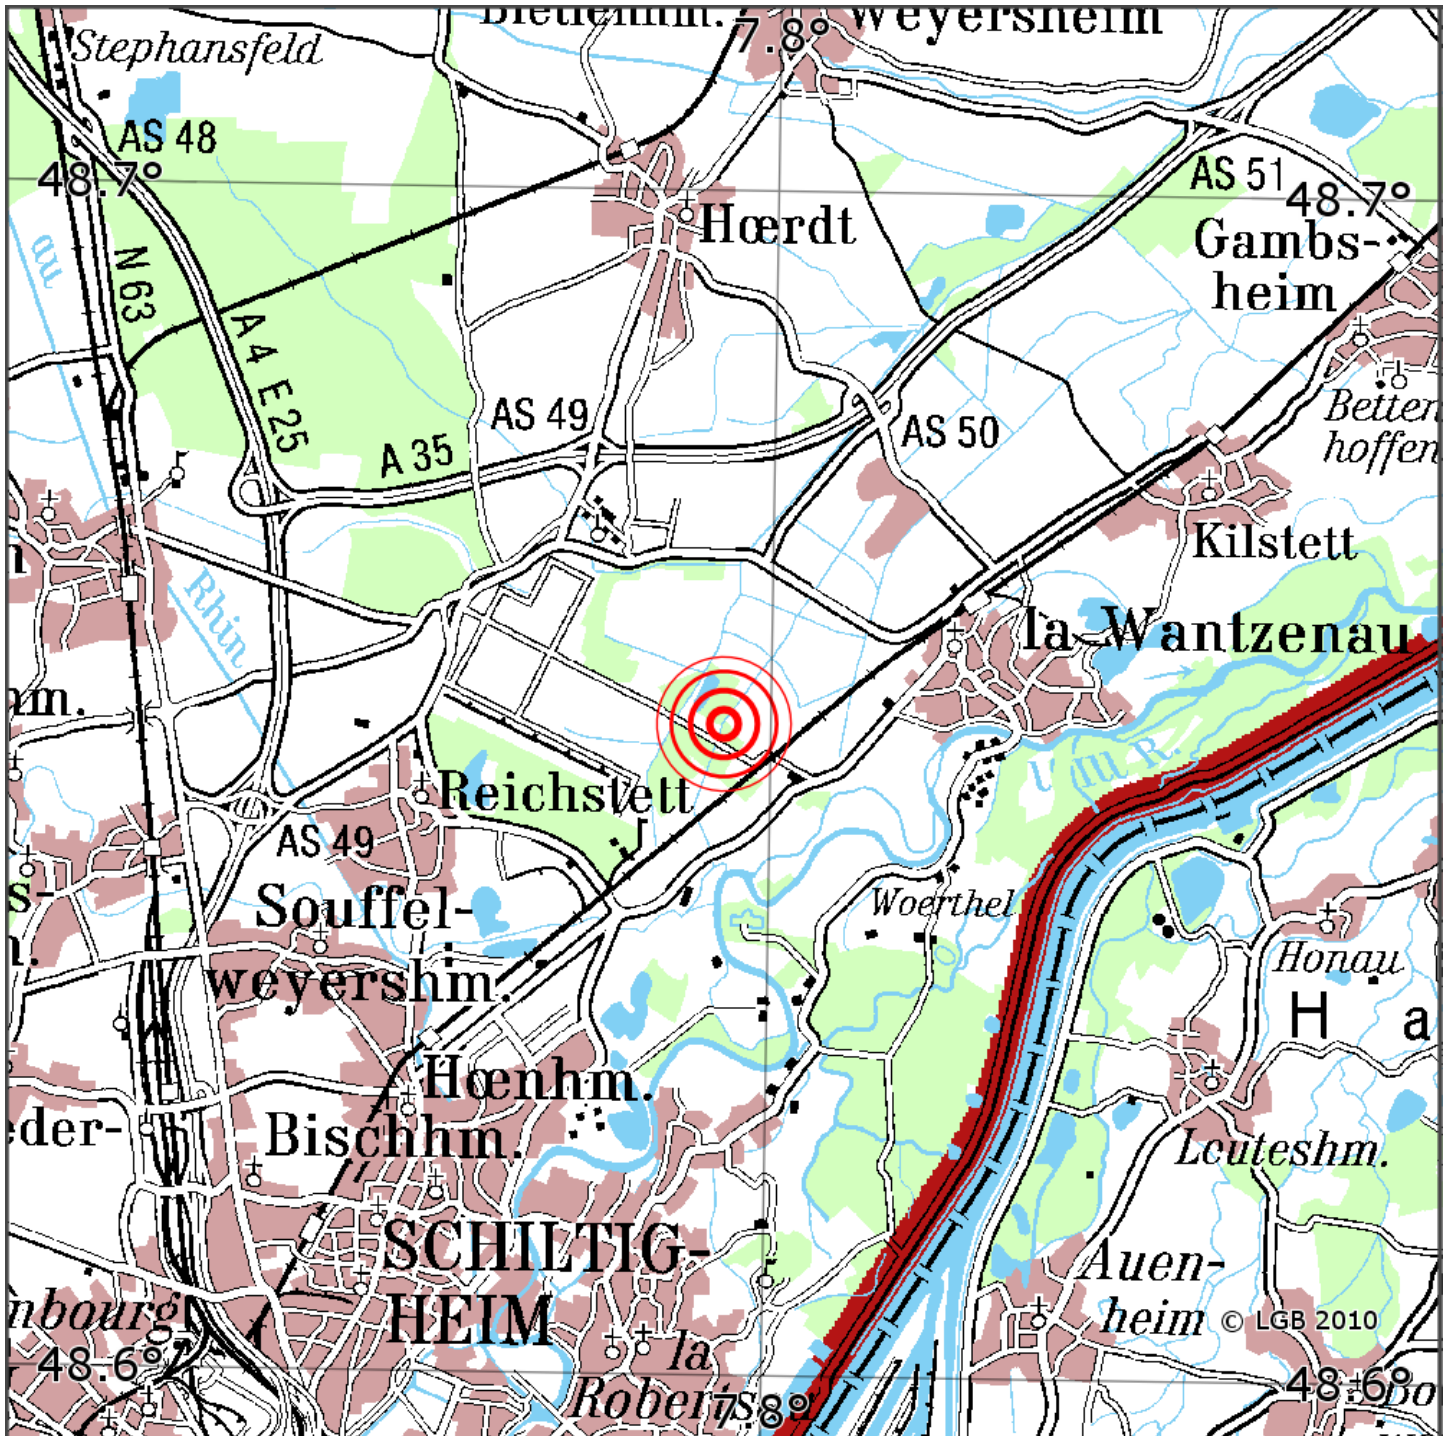 Weyersheim
7.8°
Stephansfeld
AS 48
48.7°
AS 51
48.7°
Hœrdt
Gambs-
heim
au
N 63
A 4 E 25
AS 49
A 35
AS 50
Kilstett
Rhin
la Wantzenau
Reichstett
AS 49
Souffel-
weyershm.
Woerthel
Honau
H a
Hœnhm.
Bischhm.
Leuteshm.
SCHILTIG-
HEIM
Auen-
heim
© LGB 2010
48.6°
la
7.8°
48.6°